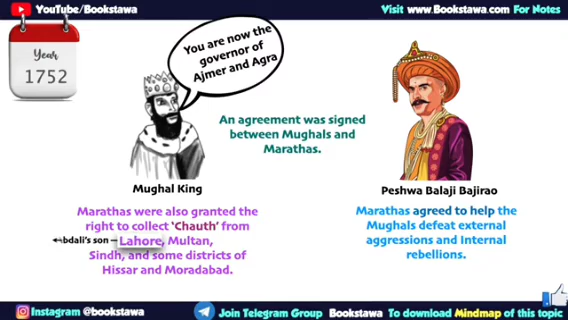 YouTube/Bookstawa
Visit www.Bookstawa.com For Notes
Year
1752
You are now the
governor of
Ajmer and Agra
An agreement was signed
between Mughals and
Marathas.
Mughal King
Peshwa Balaji Bajirao
Marathas were also granted the
right to collect ‘Chauth’ from
bdali's son Lahore, Multan,
Sindh, and some districts of
Hissar and Moradabad.
Marathas agreed to help the
Mughals defeat external
aggressions and Internal
rebellions.
Instagram @bookstawa
Join Telegram Group Bookstawa To download Mindmap of this topic